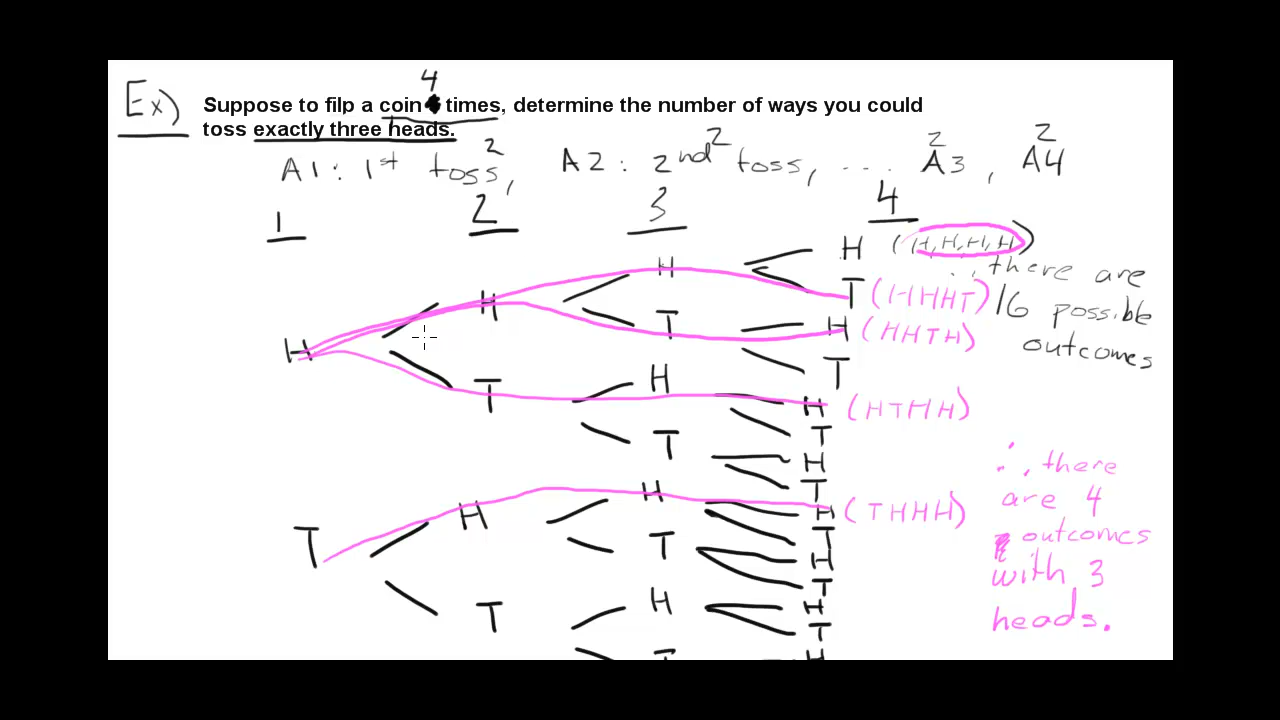 Ex)
4
Suppose to filp a coin times, determine the number of ways you could
toss exactly three heads.
A1: 1st toss, 2 A2: 2nd toss, 2 .... A3 2, A4 2
1 2 3 4
H (H,H,H,H)
H
∴ there are
T (HHHT) 16 possible
H
T
H (HHTH)
outcomes
H
T
H
T
H (HTHH)
T
T
H
∴ there
T
H
are 4
H
H (THHH)
T
outcomes
T
T
H
with 3
T
H
H
heads.
T
T
T
H